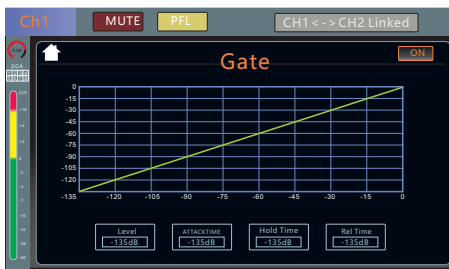 Ch1 MUTE PFL CH1 <-> CH2 Linked
DCA
Gate ON
0
-15
-30
-45
-60
-75
-90
-105
-120
-135 -120 -105 -90 -75 -60 -45 -30 -15 0
Level ATTACKTIME Hold Time Rel Time
-135dB -135dB -135dB -135dB